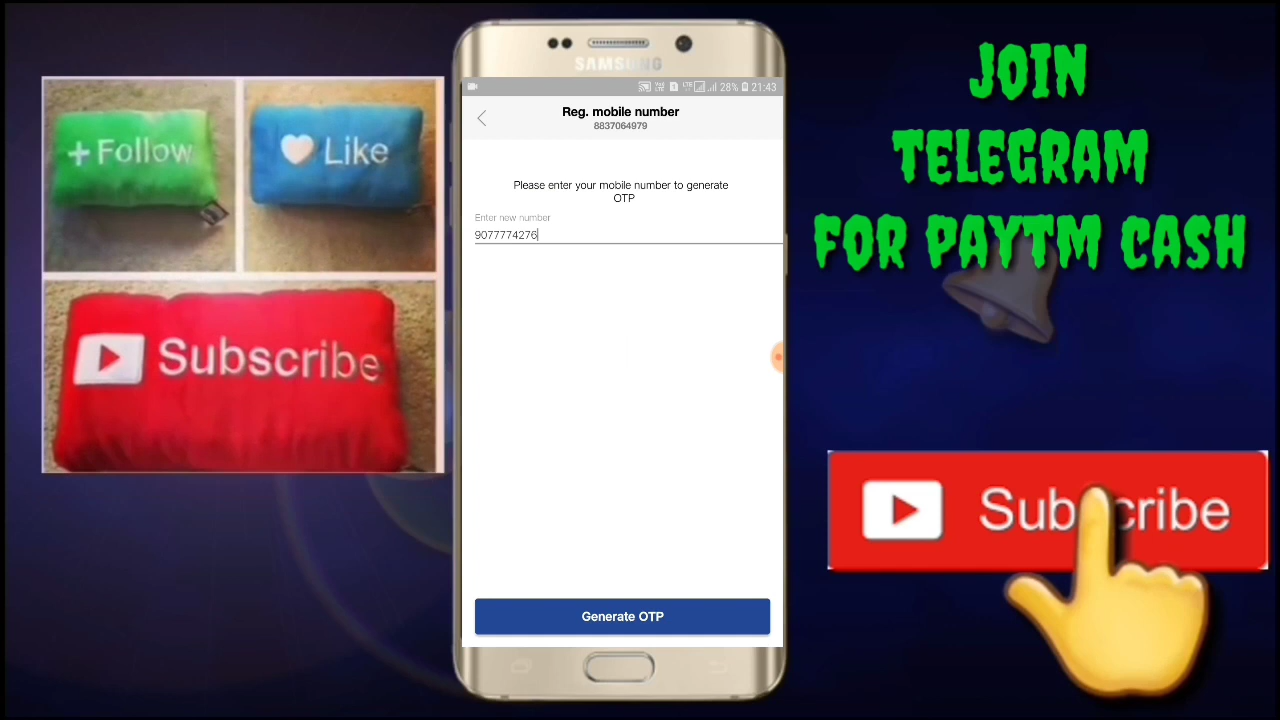 + Follow
Like
Subscribe
SAMSUNG
28% 21:43
Reg. mobile number
8837064979
Please enter your mobile number to generate
OTP
Enter new number
9077774276
Generate OTP
JOIN
TELEGRAM
FOR PAYTM CASH
Subscribe